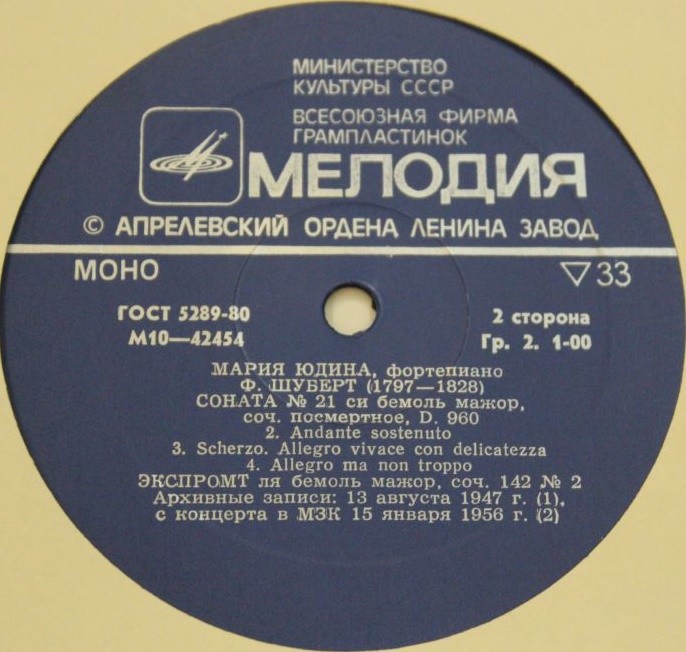 МИНИСТЕРСТВО
КУЛЬТУРЫ СССР
ВСЕСОЮЗНАЯ ФИРМА
ГРАМПЛАСТИНОК
МЕЛОДИЯ
© АПРЕЛЕВСКИЙ ОРДЕНА ЛЕНИНА ЗАВОД
МОНО
▽33
ГОСТ 5289-80
М10—42454
2 сторона
Гр. 2. 1-00
МАРИЯ ЮДИНА, фортепиано
Ф. ШУБЕРТ (1797—1828)
СОНАТА № 21 си бемоль мажор,
соч. посмертное, D. 960
2. Andante sostenuto
3. Scherzo. Allegro vivace con delicatezza
4. Allegro ma non troppo
ЭКСПРОМТ ля бемоль мажор, соч. 142 № 2
Архивные записи: 13 августа 1947 г. (1),
с концерта в МЗК 15 января 1956 г. (2)